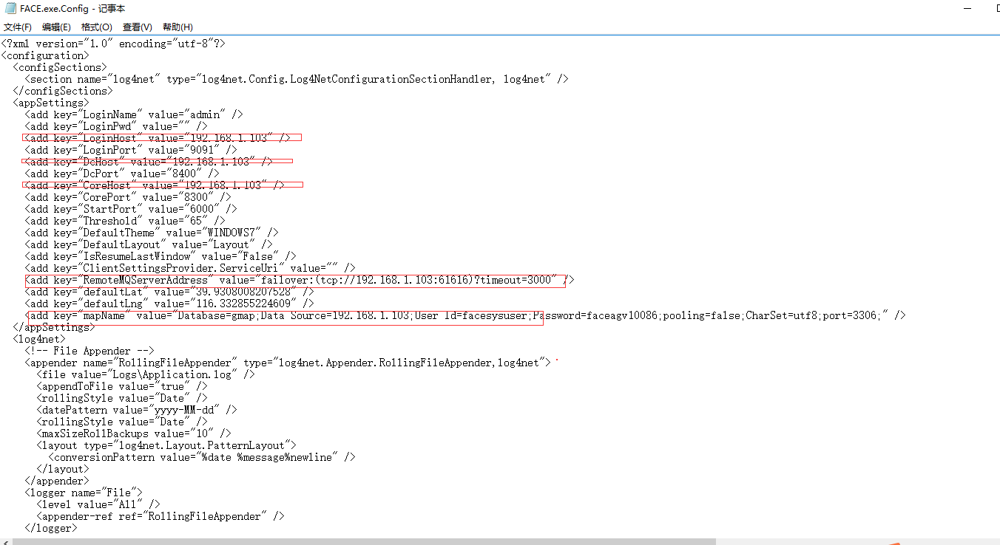 FACE.exe.Config - 记事本
文件(F) 编辑(E) 格式(O) 查看(V) 帮助(H)
<?xml version="1.0" encoding="utf-8"?>
<configuration>
  <configSections>
    <section name="log4net" type="log4net.Config.Log4NetConfigurationSectionHandler, log4net" />
  </configSections>
  <appSettings>
    <add key="LoginName" value="admin" />
    <add key="LoginPwd" value="" />
    <add key="LoginHost" value="192.168.1.103" />
    <add key="LoginPort" value="9091" />
    <add key="DcHost" value="192.168.1.103" />
    <add key="DcPort" value="8400" />
    <add key="CoreHost" value="192.168.1.103" />
    <add key="CorePort" value="8300" />
    <add key="StartPort" value="6000" />
    <add key="Threshold" value="65" />
    <add key="DefaultTheme" value="WINDOWS7" />
    <add key="DefaultLayout" value="Layout" />
    <add key="IsResumeLastWindow" value="False" />
    <add key="ClientSettingsProvider.ServiceUri" value="" />
    <add key="RemoteMQServerAddress" value="failover:(tcp://192.168.1.103:61616)?timeout=3000" />
    <add key="defaultLat" value="39.9308008207528" />
    <add key="defaultLng" value="116.332855224609" />
    <add key="mapName" value="Database=gmap;Data Source=192.168.1.103;User Id=facesysuser;Password=faceagv10086;pooling=false;CharSet=utf8;port=3306;" />
  </appSettings>
  <log4net>
    <!-- File Appender -->
    <appender name="RollingFileAppender" type="log4net.Appender.RollingFileAppender,log4net">
      <file value="Logs\Application.log" />
      <appendToFile value="true" />
      <rollingStyle value="Date" />
      <datePattern value="yyyy-MM-dd" />
      <rollingStyle value="Date" />
      <maxSizeRollBackups value="10" />
      <layout type="log4net.Layout.PatternLayout">
        <conversionPattern value="%date %message%newline" />
      </layout>
    </appender>
    <logger name="File">
      <level value="All" />
      <appender-ref ref="RollingFileAppender" />
    </logger>